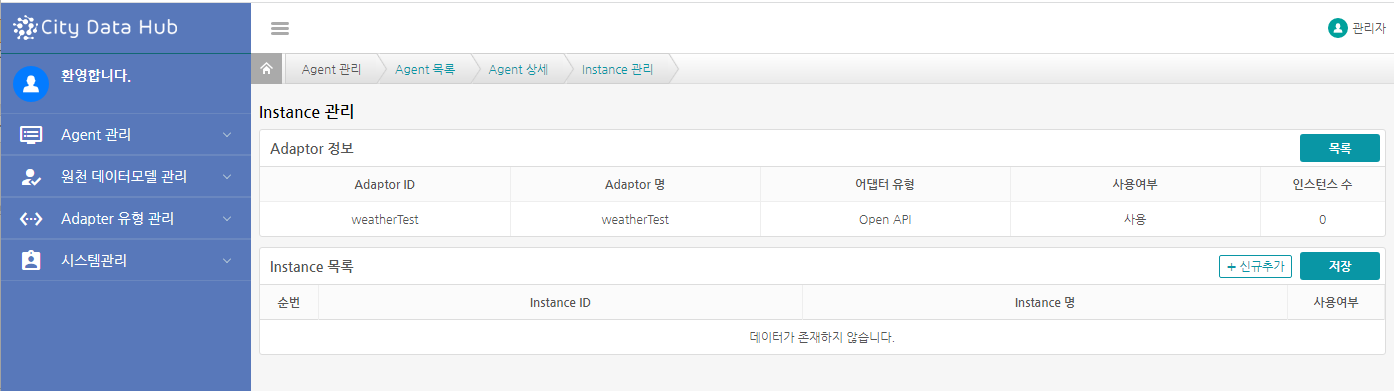 City Data Hub
관리자
환영합니다.
Agent 관리
원천 데이터모델 관리
Adapter 유형 관리
시스템관리
Agent 관리 Agent 목록 Agent 상세 Instance 관리
Instance 관리
Adaptor 정보 목록
Adaptor ID Adaptor 명 어댑터 유형 사용여부 인스턴스 수
weatherTest weatherTest Open API 사용 0
Instance 목록 + 신규추가 저장
순번 Instance ID Instance 명 사용여부
데이터가 존재하지 않습니다.